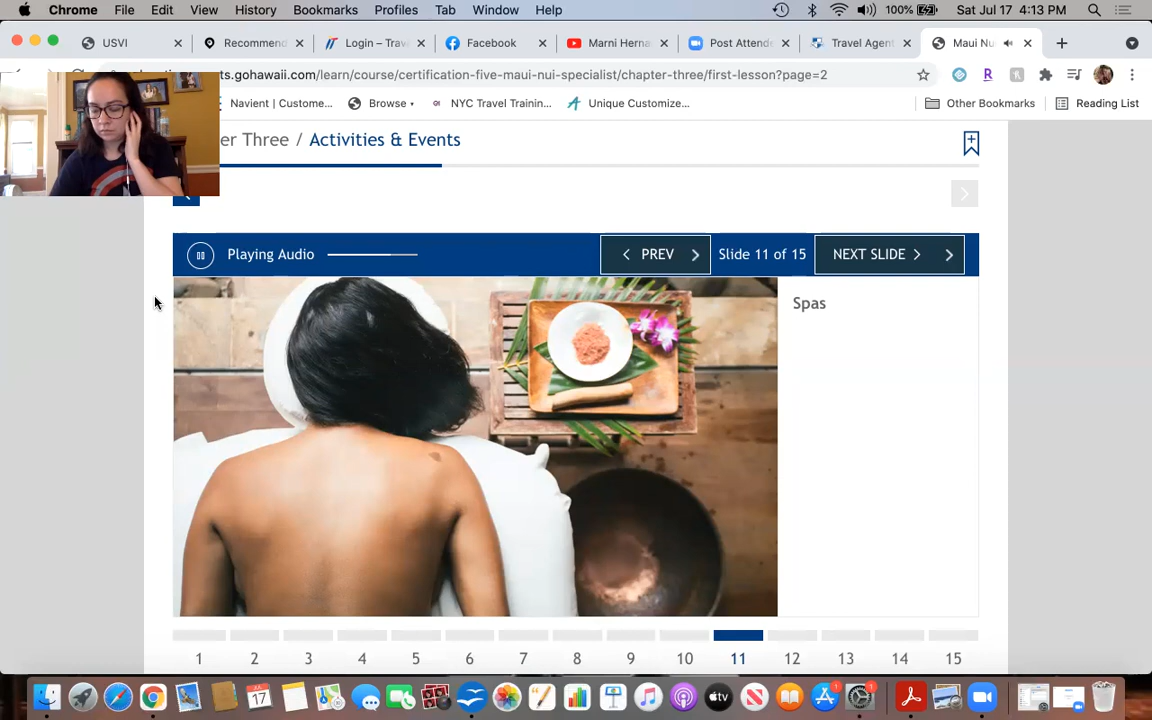 Chrome File Edit View History Bookmarks Profiles Tab Window Help 100% Sat Jul 17 4:13 PM
USVI Recommend Login – Trav Facebook Marni Herna Post Attende Travel Agent Maui Nui
ts.gohawaii.com/learn/course/certification-five-maui-nui-specialist/chapter-three/first-lesson?page=2
Navient | Custome... Browse NYC Travel Trainin... Unique Customize... Other Bookmarks Reading List
er Three / Activities & Events
Playing Audio PREV Slide 11 of 15 NEXT SLIDE
Spas
1 2 3 4 5 6 7 8 9 10 11 12 13 14 15